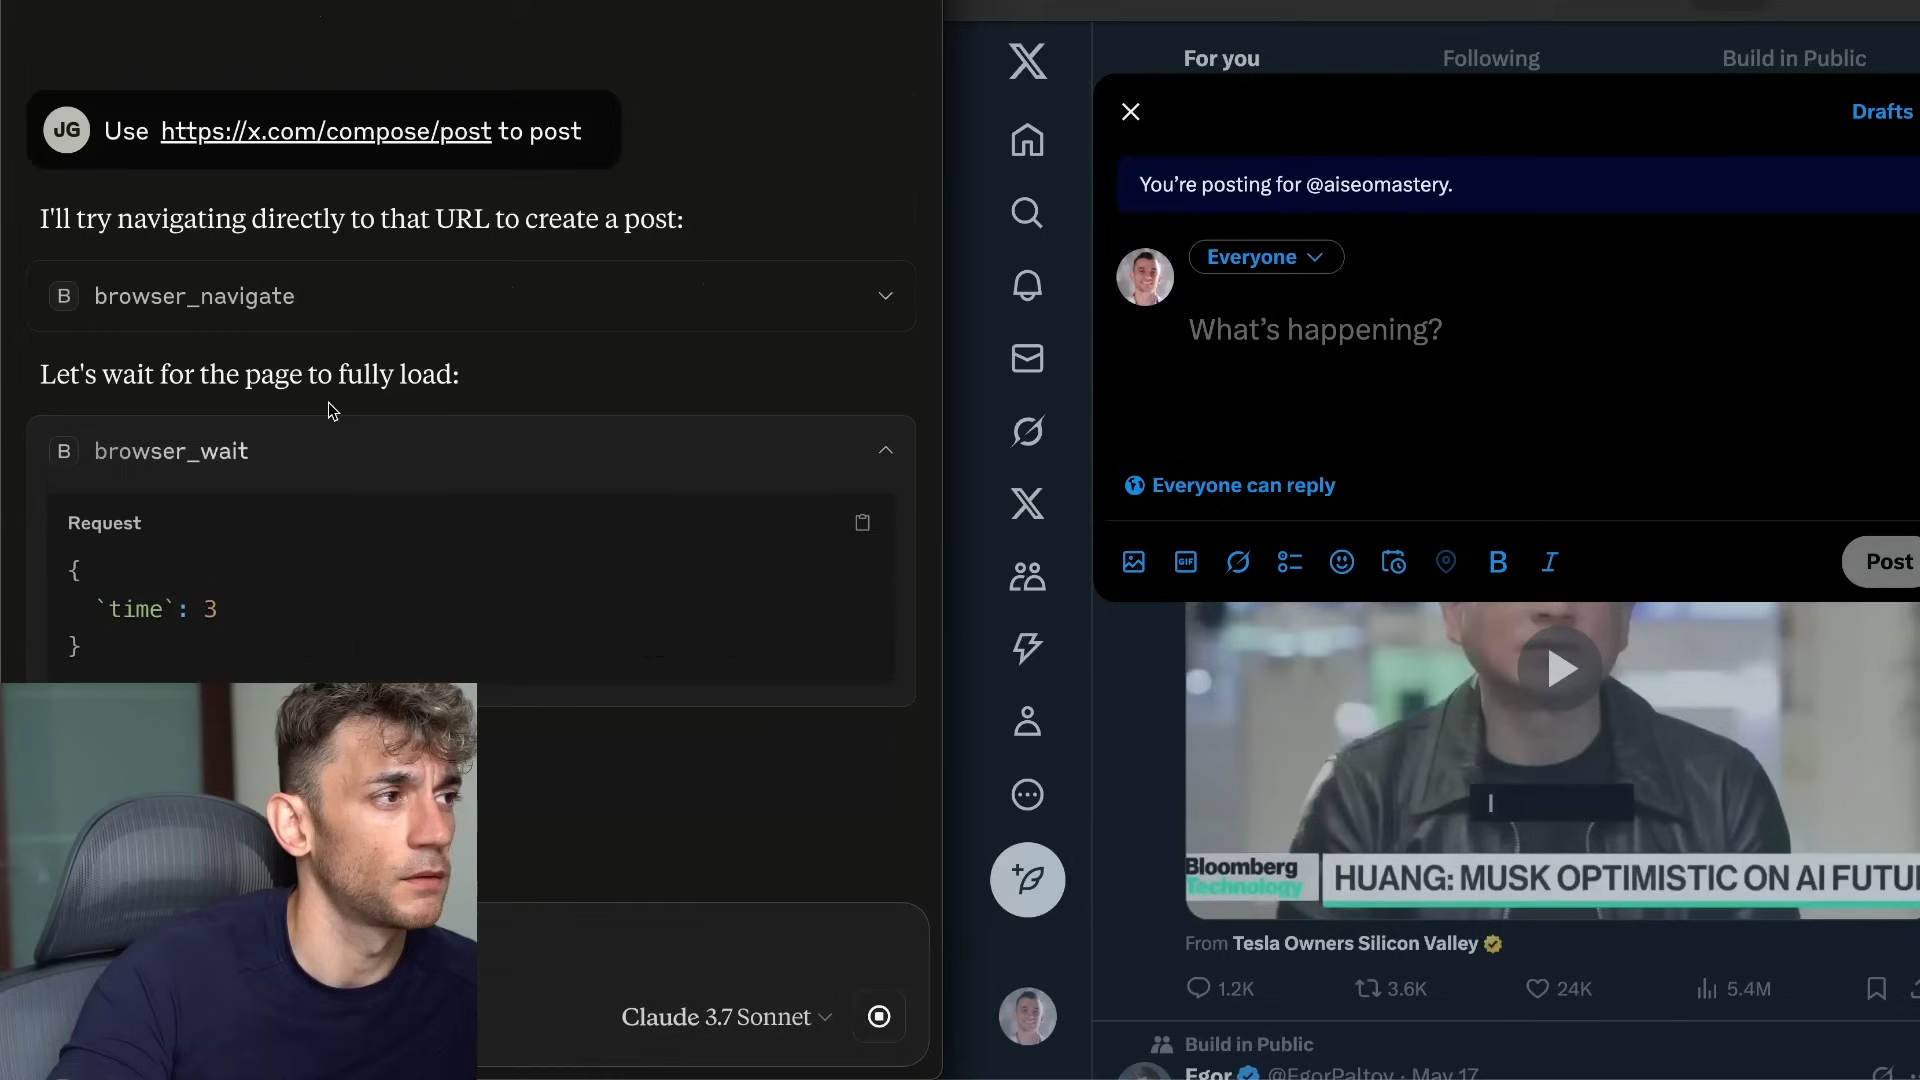 JG Use https://x.com/compose/post to post
I'll try navigating directly to that URL to create a post:
B browser_navigate
Let's wait for the page to fully load:
B browser_wait
Request
{
`time`: 3
}
Claude 3.7 Sonnet
For you Following Build in Public
Drafts
You’re posting for @aiseomastery.
Everyone
What’s happening?
Everyone can reply
GIF B I Post
Bloomberg
Technology
HUANG: MUSK OPTIMISTIC ON AI FUTU
From Tesla Owners Silicon Valley
1.2K 3.6K 24K 5.4M
Build in Public
Egor @EgorPaltov · May 17